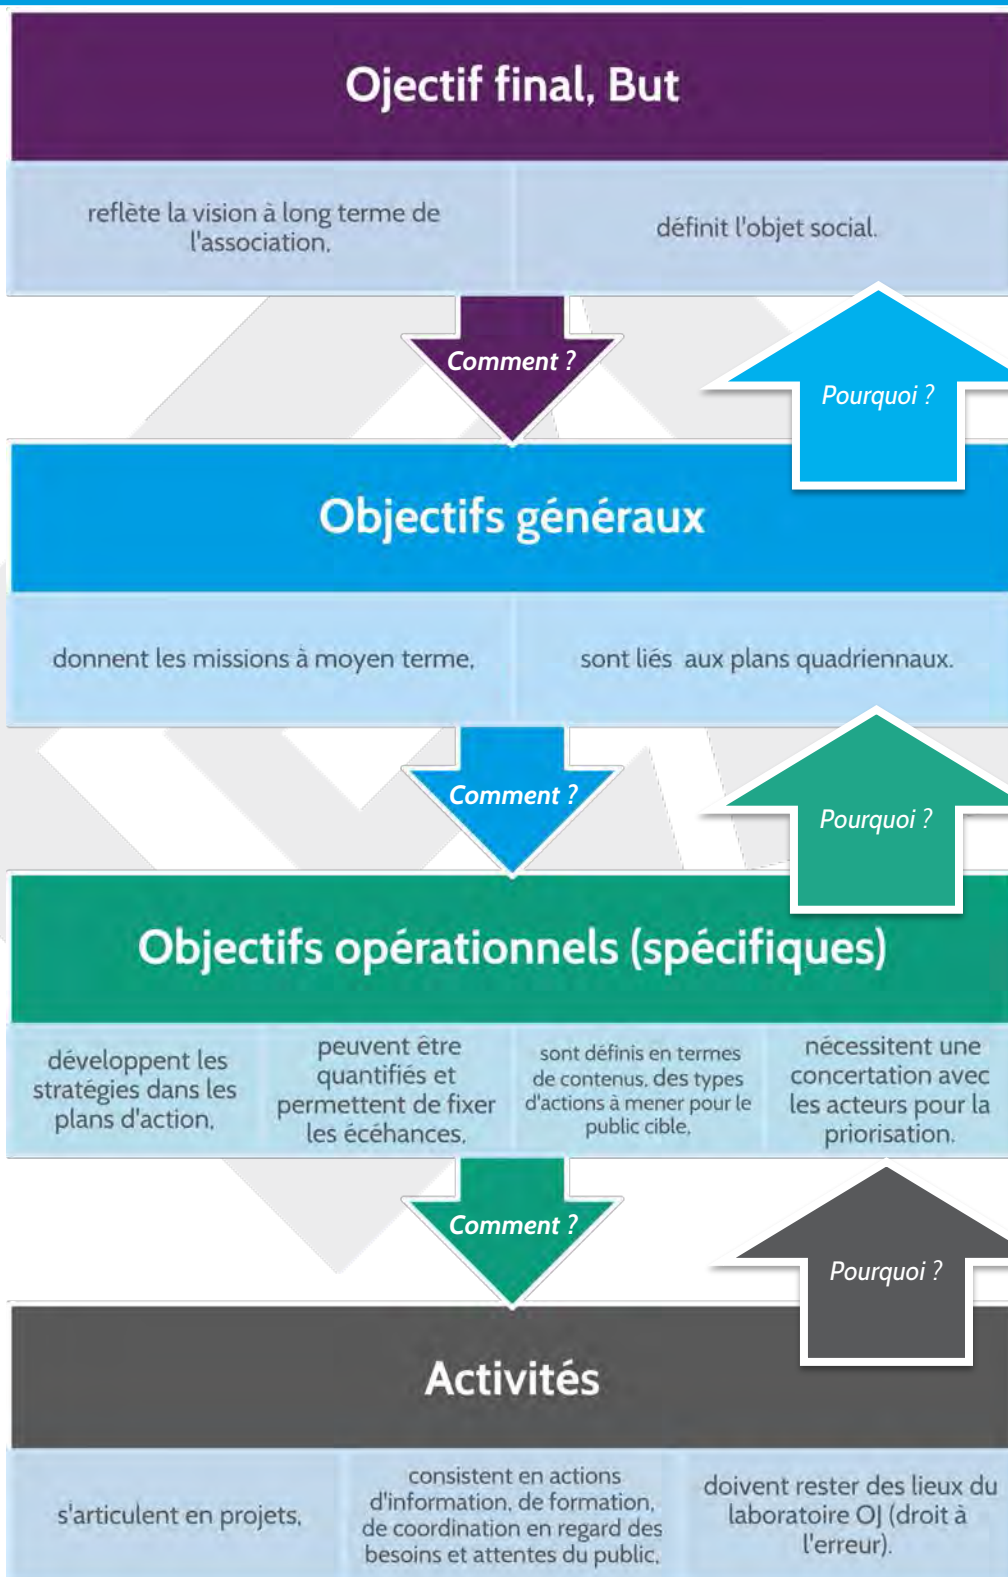 Ojectif final, But
reflète la vision à long terme de
l'association,
définit l'objet social.
Comment ?
Pourquoi ?
Objectifs généraux
donnent les missions à moyen terme,
sont liés aux plans quadriennaux.
Comment ?
Pourquoi ?
Objectifs opérationnels (spécifiques)
développent les
stratégies dans les
plans d'action,
peuvent être
quantifiés et
permettent de fixer
les écéhances,
sont définis en termes
de contenus, des types
d'actions à mener pour le
public cible,
nécessitent une
concertation avec
les acteurs pour la
priorisation.
Comment ?
Pourquoi ?
Activités
s'articulent en projets,
consistent en actions
d'information, de formation,
de coordination en regard des
besoins et attentes du public,
doivent rester des lieux du
laboratoire OJ (droit à
l'erreur).